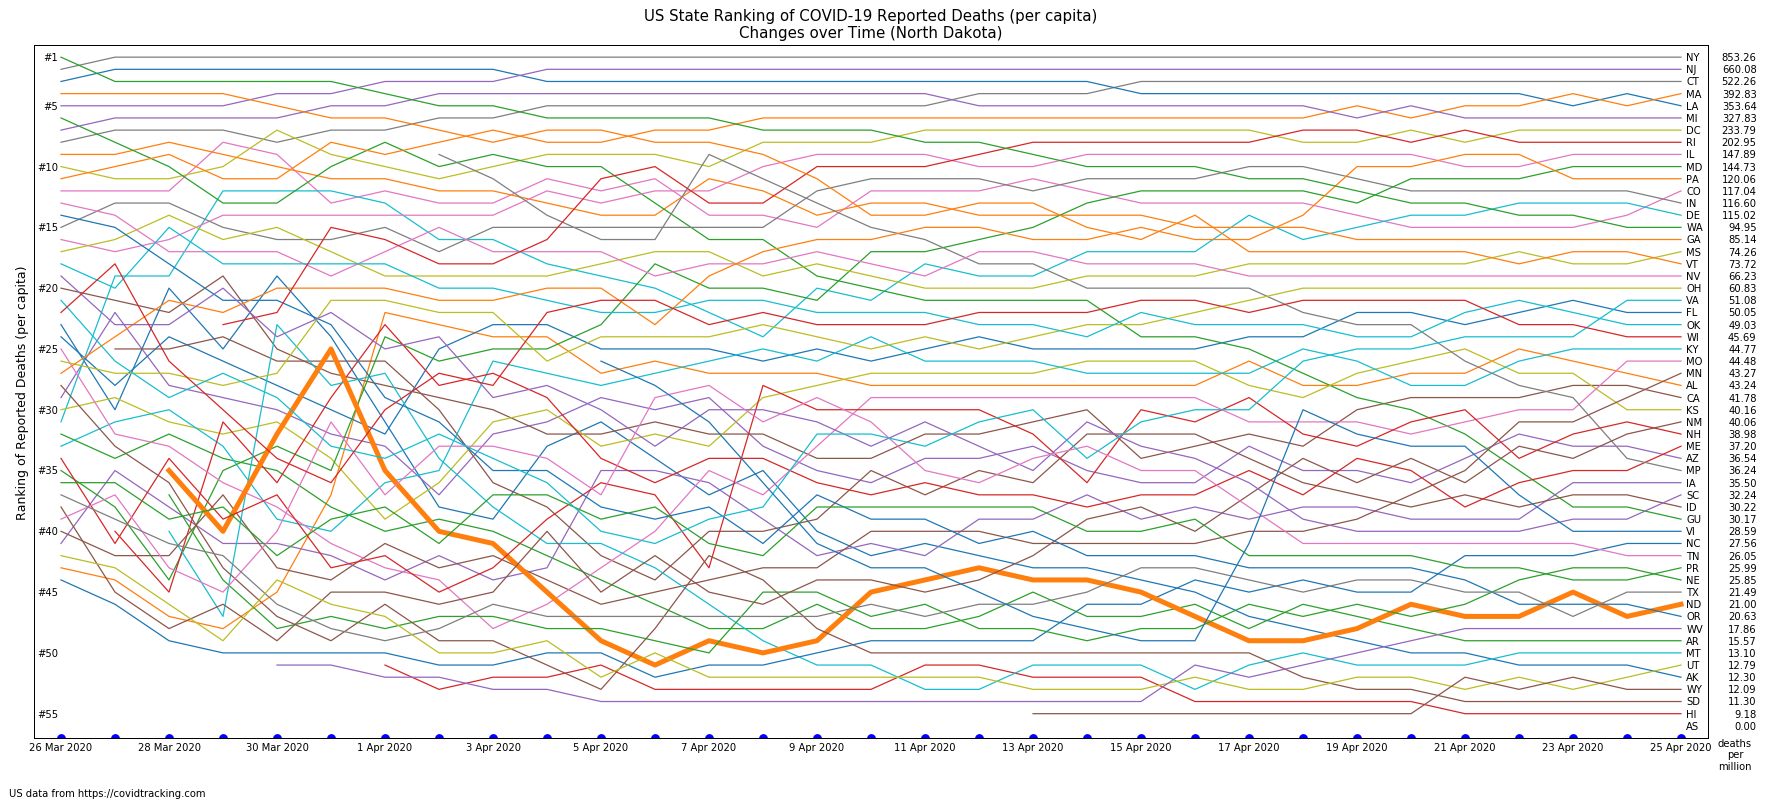 US State Ranking of COVID-19 Reported Deaths (per capita)
Changes over Time (North Dakota)
Ranking of Reported Deaths (per capita)
#1
#5
#10
#15
#20
#25
#30
#35
#40
#45
#50
#55
NY 853.26
NJ 660.08
CT 522.26
MA 392.83
LA 353.64
MI 327.83
DC 233.79
RI 202.95
IL 147.89
MD 144.73
PA 120.06
CO 117.04
IN 116.60
DE 115.02
WA 94.95
GA 85.14
MS 74.26
VT 73.72
NV 66.23
OH 60.83
VA 51.08
FL 50.05
OK 49.03
WI 45.69
KY 44.77
MO 44.48
MN 43.27
AL 43.24
CA 41.78
KS 40.16
NM 40.06
NH 38.98
ME 37.20
AZ 36.54
MP 36.24
IA 35.50
SC 32.24
ID 30.22
GU 30.17
VI 28.59
NC 27.56
TN 26.05
PR 25.99
NE 25.85
TX 21.49
ND 21.00
OR 20.63
WV 17.86
AR 15.57
MT 13.10
UT 12.79
AK 12.30
WY 12.09
SD 11.30
HI 9.18
AS 0.00
26 Mar 2020 28 Mar 2020 30 Mar 2020 1 Apr 2020 3 Apr 2020 5 Apr 2020 7 Apr 2020 9 Apr 2020 11 Apr 2020 13 Apr 2020 15 Apr 2020 17 Apr 2020 19 Apr 2020 21 Apr 2020 23 Apr 2020 25 Apr 2020
deaths
per
million
US data from https://covidtracking.com